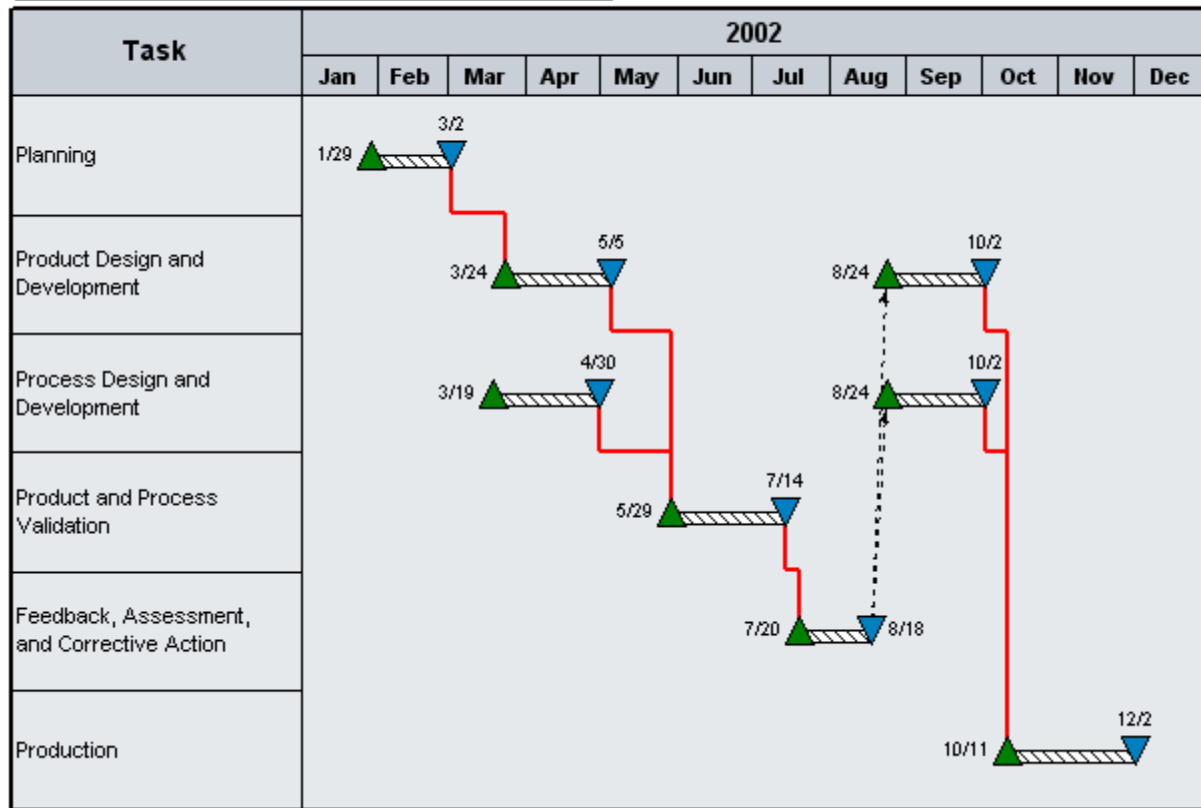 Task
2002
Jan Feb Mar Apr May Jun Jul Aug Sep Oct Nov Dec
Planning
1/29
3/2
Product Design and
Development
3/24
5/5
8/24
10/2
Process Design and
Development
3/19
4/30
8/24
10/2
Product and Process
Validation
5/29
7/14
Feedback, Assessment,
and Corrective Action
7/20
8/18
Production
10/11
12/2